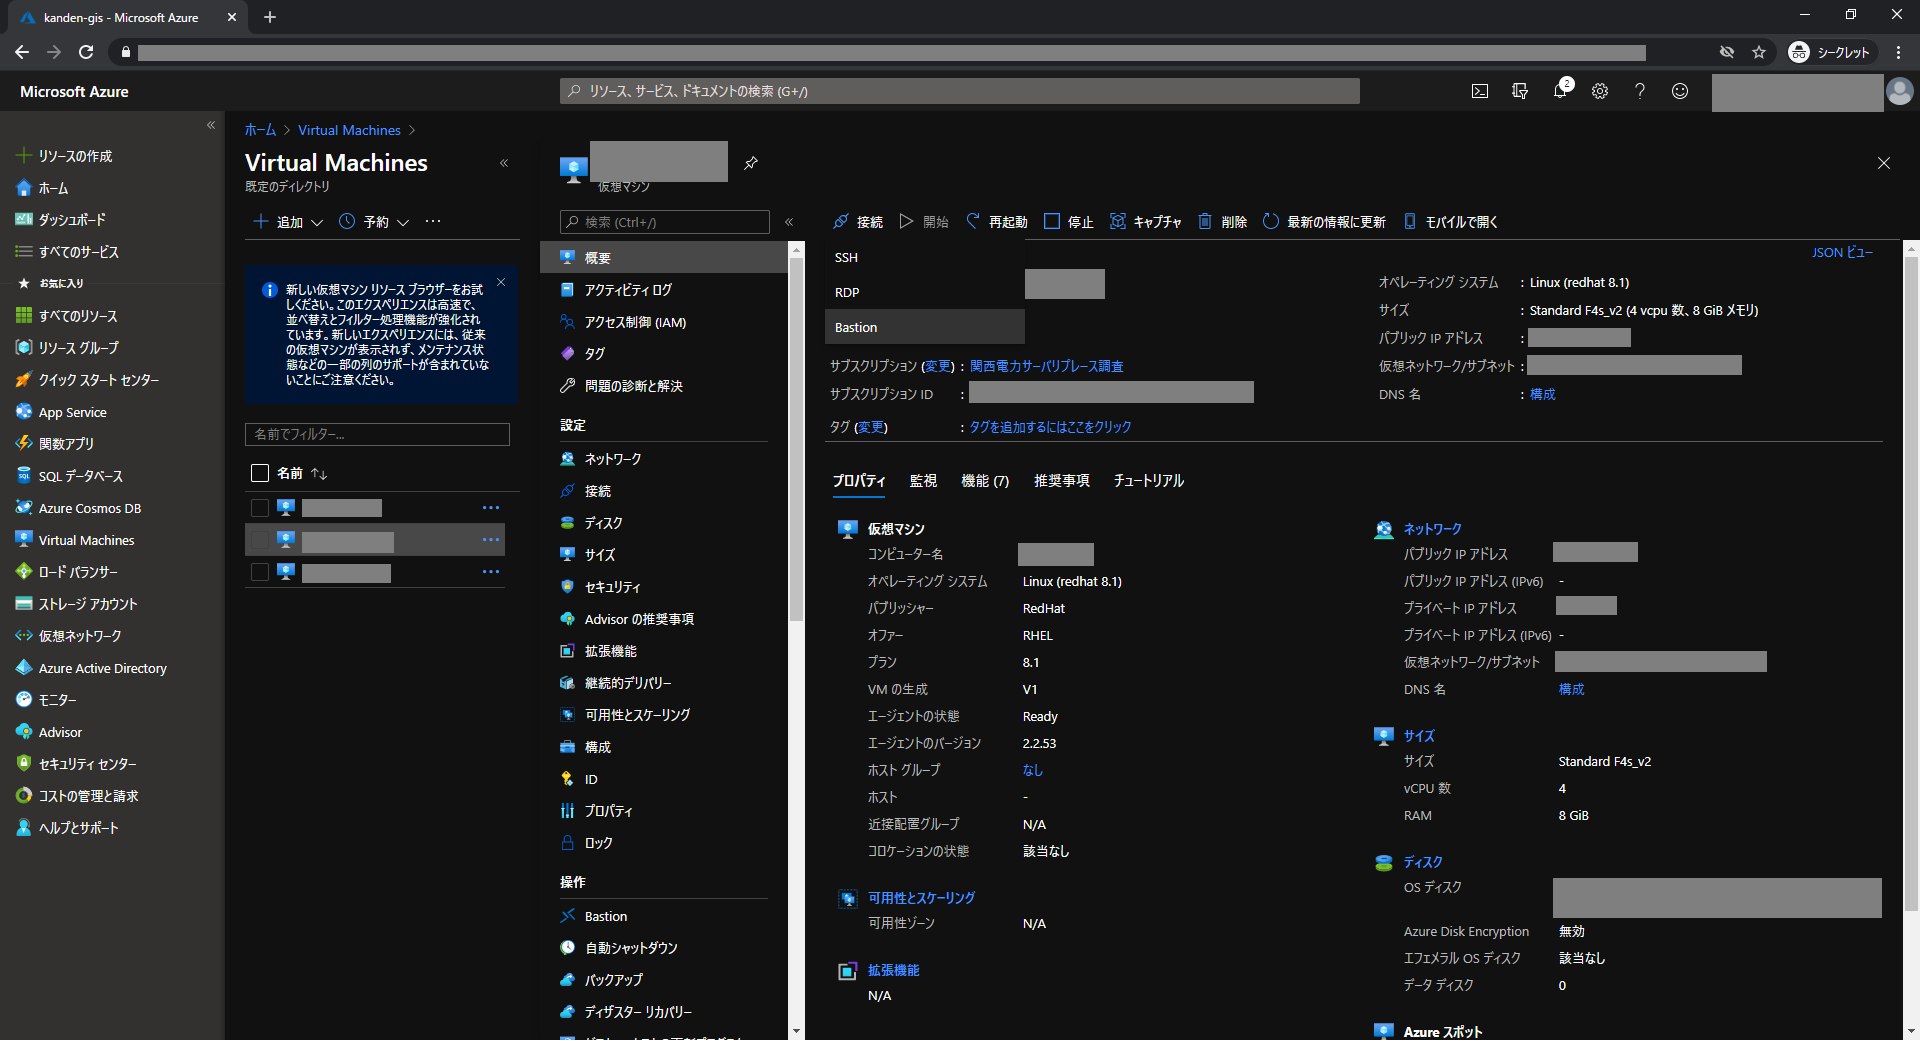 kanden-gis - Microsoft Azure
シークレット
Microsoft Azure
リソース、サービス、ドキュメントの検索 (G+/)
2
リソースの作成
ホーム
ダッシュボード
すべてのサービス
お気に入り
すべてのリソース
リソース グループ
クイック スタート センター
App Service
関数アプリ
SQL データベース
Azure Cosmos DB
Virtual Machines
ロード バランサー
ストレージ アカウント
仮想ネットワーク
Azure Active Directory
モニター
Advisor
セキュリティ センター
コストの管理と請求
ヘルプとサポート
ホーム > Virtual Machines >
Virtual Machines
既定のディレクトリ
追加
予約
新しい仮想マシン リソース ブラウザーをお試
しください。このエクスペリエンスは高速で、
並べ替えとフィルター処理機能が強化され
ています。新しいエクスペリエンスには、従来
の仮想マシンが表示されず、メンテナンス状
態などの一部の列のサポートが含まれていな
いことにご注意ください。
名前でフィルター...
名前
仮想マシン
検索 (Ctrl+/)
概要
アクティビティ ログ
アクセス制御 (IAM)
タグ
問題の診断と解決
設定
ネットワーク
接続
ディスク
サイズ
セキュリティ
Advisor の推奨事項
拡張機能
継続的デリバリー
可用性とスケーリング
構成
ID
プロパティ
ロック
操作
Bastion
自動シャットダウン
バックアップ
ディザスター リカバリー
接続
開始
再起動
停止
キャプチャ
削除
最新の情報に更新
モバイルで開く
SSH
RDP
Bastion
JSON ビュー
サブスクリプション (変更) : 関西電力サーバリプレース調査
サブスクリプション ID :
タグ (変更) : タグを追加するにはここをクリック
オペレーティング システム : Linux (redhat 8.1)
サイズ : Standard F4s_v2 (4 vcpu 数、8 GiB メモリ)
パブリック IP アドレス :
仮想ネットワーク/サブネット :
DNS 名 : 構成
プロパティ
監視
機能 (7)
推奨事項
チュートリアル
仮想マシン
コンピューター名
オペレーティング システム Linux (redhat 8.1)
パブリッシャー RedHat
オファー RHEL
プラン 8.1
VM の生成 V1
エージェントの状態 Ready
エージェントのバージョン 2.2.53
ホスト グループ なし
ホスト -
近接配置グループ N/A
コロケーションの状態 該当なし
可用性とスケーリング
可用性ゾーン N/A
拡張機能
N/A
ネットワーク
パブリック IP アドレス
パブリック IP アドレス (IPv6) -
プライベート IP アドレス
プライベート IP アドレス (IPv6) -
仮想ネットワーク/サブネット
DNS 名 構成
サイズ
サイズ Standard F4s_v2
vCPU 数 4
RAM 8 GiB
ディスク
OS ディスク
Azure Disk Encryption 無効
エフェメラル OS ディスク 該当なし
データ ディスク 0
Azure スポット